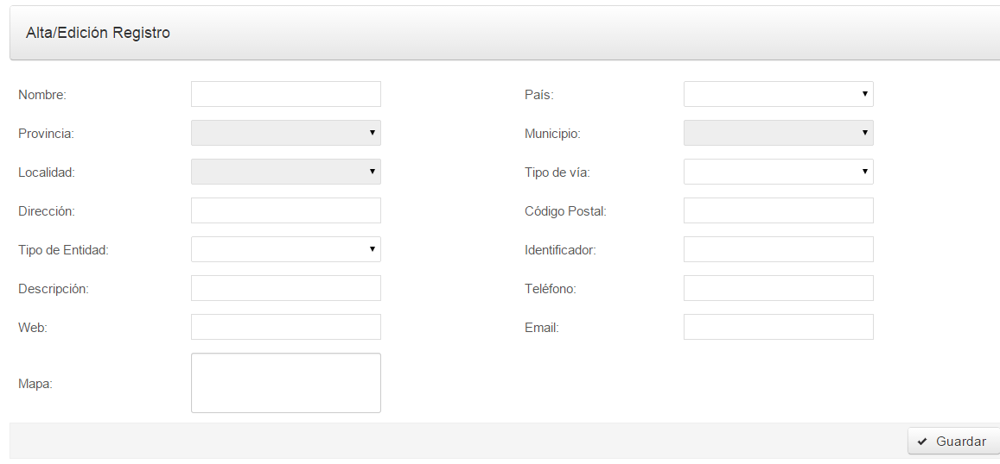 Alta/Edición Registro
Nombre:
País:
Provincia:
Municipio:
Localidad:
Tipo de vía:
Dirección:
Código Postal:
Tipo de Entidad:
Identificador:
Descripción:
Teléfono:
Web:
Email:
Mapa:
Guardar